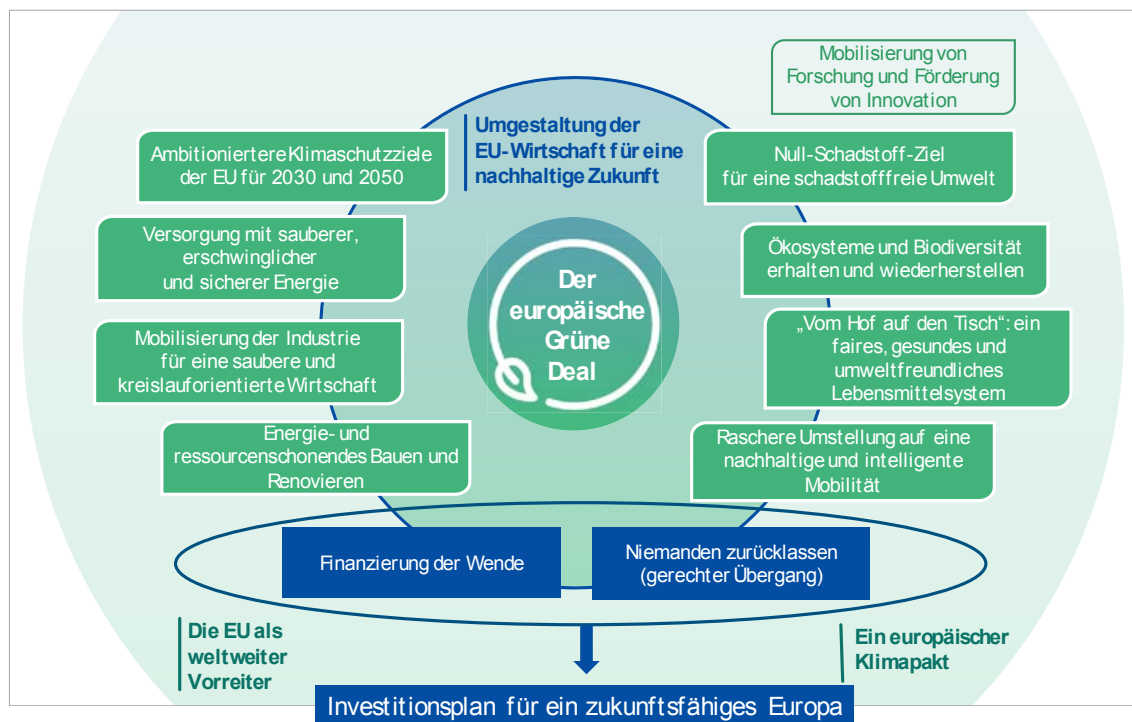 Mobilisierung von
Forschung und Förderung
von Innovation
Umgestaltung der
EU-Wirtschaft für eine
nachhaltige Zukunft
Ambitioniertere Klimaschutzziele
der EU für 2030 und 2050
Versorgung mit sauberer,
erschwinglicher
und sicherer Energie
Mobilisierung der Industrie
für eine saubere und
kreislauforientierte Wirtschaft
Energie- und
ressourcenschonendes Bauen und
Renovieren
Der
europäische
Grüne
Deal
Null-Schadstoff-Ziel
für eine schadstofffreie Umwelt
Ökosysteme und Biodiversität
erhalten und wiederherstellen
„Vom Hof auf den Tisch“: ein
faires, gesundes und
umweltfreundliches
Lebensmittelsystem
Raschere Umstellung auf eine
nachhaltige und intelligente
Mobilität
Finanzierung der Wende
Niemanden zurücklassen
(gerechter Übergang)
Die EU als
weltweiter
Vorreiter
Ein europäischer
Klimapakt
Investitionsplan für ein zukunftsfähiges Europa